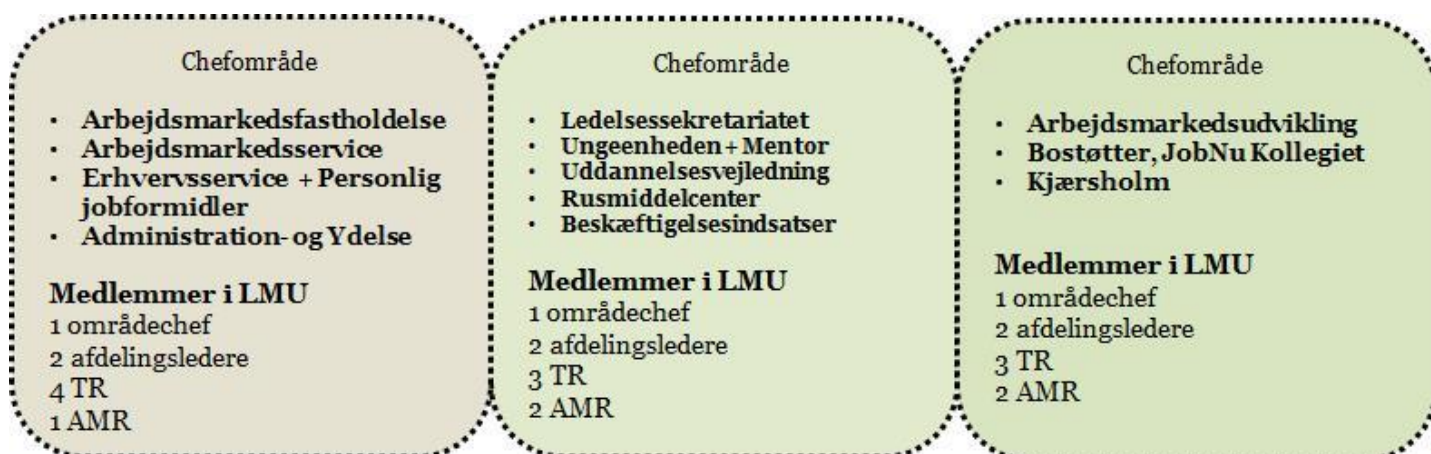 Chefområde
• Arbejdsmarkedsfastholdelse
• Arbejdsmarkedsservice
• Erhvervsservice + Personlig
jobformidler
• Administration- og Ydelse
Medlemmer i LMU
1 områdechef
2 afdelingsledere
4 TR
1 AMR
Chefområde
• Ledelsessekretariatet
• Ungeenheden + Mentor
• Uddannelsesvejledning
• Rusmiddelcenter
• Beskæftigelsesindsatser
Medlemmer i LMU
1 områdechef
2 afdelingsledere
3 TR
2 AMR
Chefområde
• Arbejdsmarkedsudvikling
• Bostøtter, JobNu Kollegiet
• Kjærsholm
Medlemmer i LMU
1 områdechef
2 afdelingsledere
3 TR
2 AMR